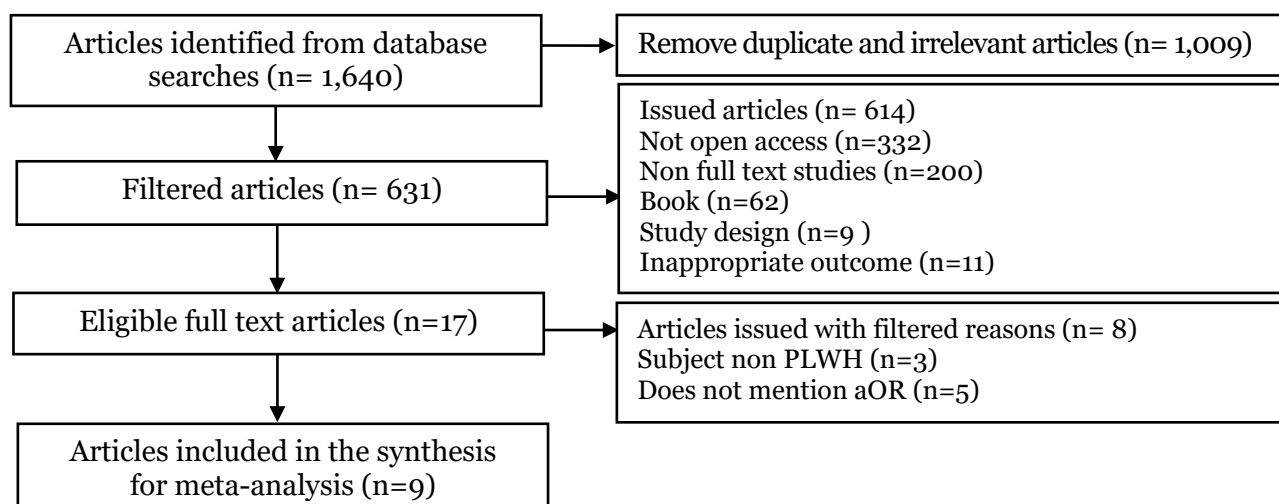 Articles identified from database
searches (n= 1,640)
Remove duplicate and irrelevant articles (n= 1,009)
Filtered articles (n= 631)
Issued articles (n= 614)
Not open access (n=332)
Non full text studies (n=200)
Book (n=62)
Study design (n=9 )
Inappropriate outcome (n=11)
Eligible full text articles (n=17)
Articles issued with filtered reasons (n= 8)
Subject non PLWH (n=3)
Does not mention aOR (n=5)
Articles included in the synthesis
for meta-analysis (n=9)